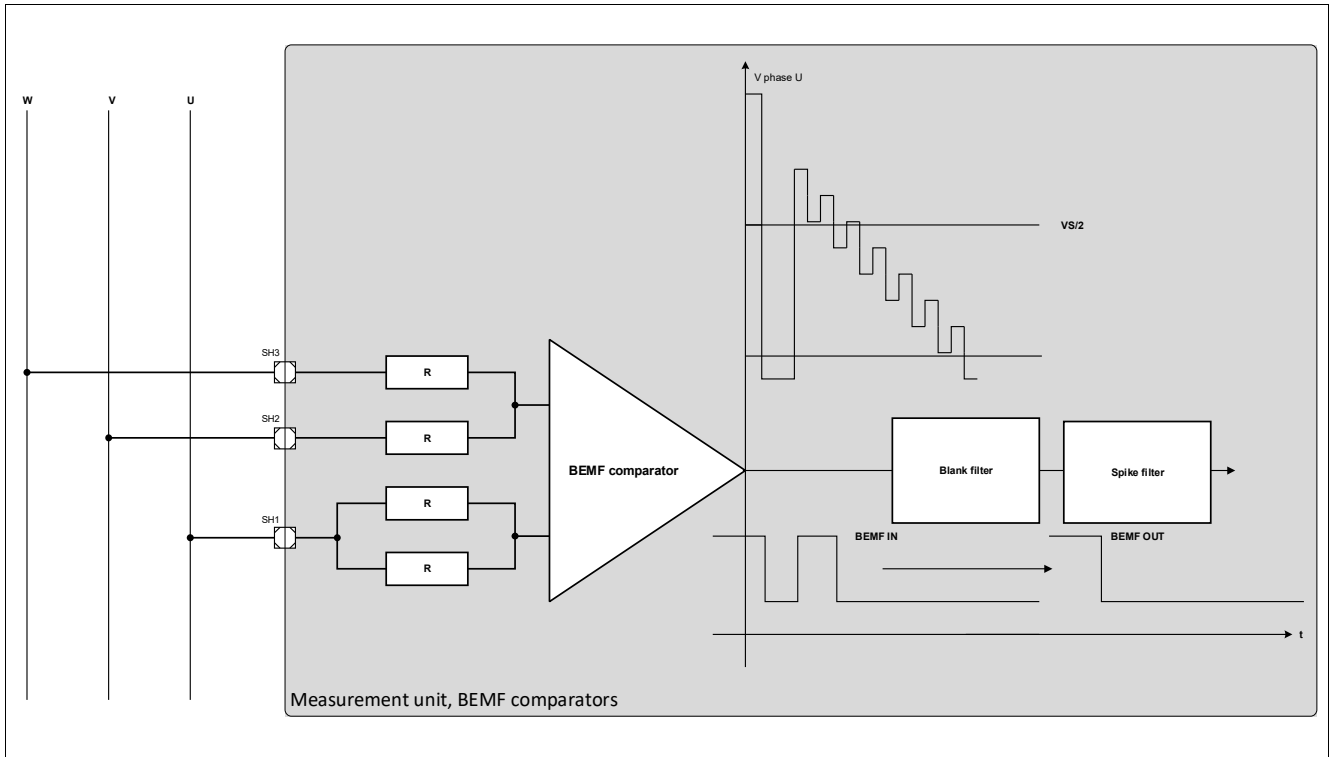 V phase U
W
V
U
VS/2
SH3
R
SH2
R
BEMF comparator
Blank filter
Spike filter
R
SH1
BEMF IN
BEMF OUT
R
t
Measurement unit, BEMF comparators